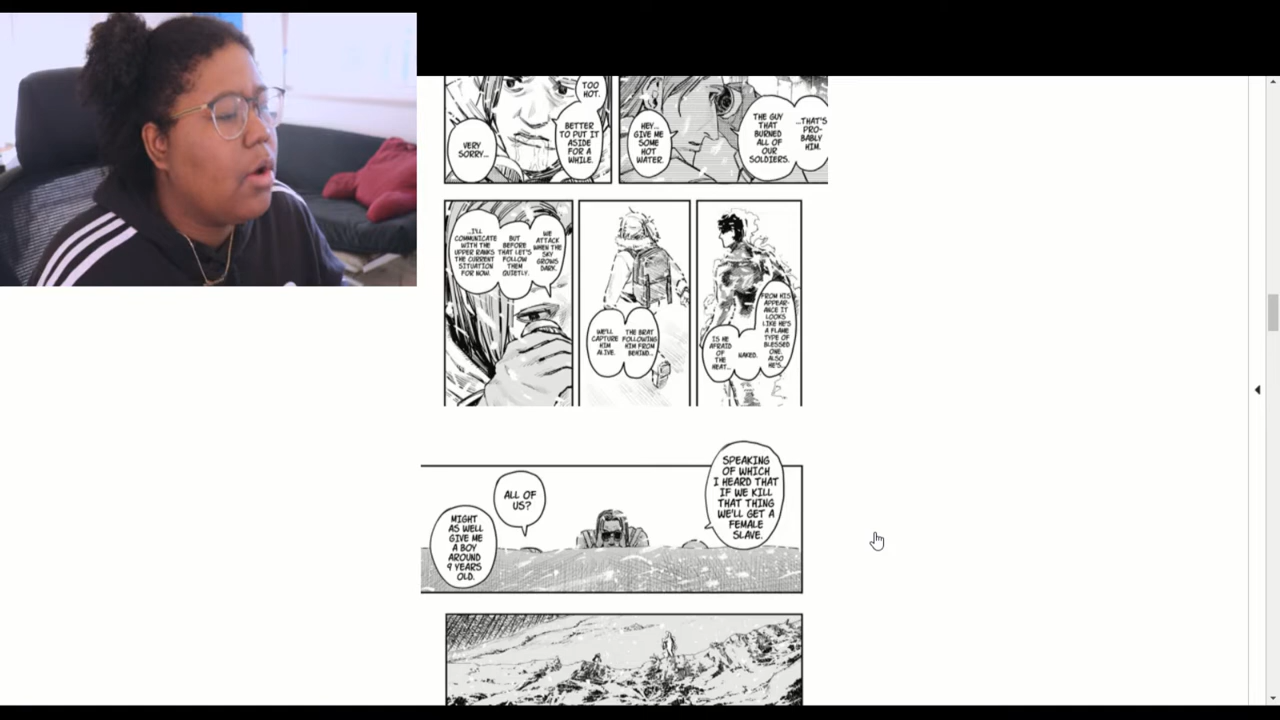 ...THAT'S
PRO-
BABLY
HIM.
THE GUY
THAT
BURNED
ALL OF
OUR
SOLDIERS.
HEY...
GIVE ME
SOME
HOT
WATER.
TOO
HOT.
BETTER
TO PUT IT
ASIDE
FOR A
WHILE.
VERY
SORRY...
FROM HIS
APPEAR-
ANCE IT
LOOKS
LIKE HE'S
A FLAME
TYPE OF
BLESSED
ONE.
ALSO
HE'S...
NAKED.
IS HE
AFRAID
OF
THE
HEAT...
THE BRAT
FOLLOWING
HIM FROM
BEHIND...
WE'LL
CAPTURE
HIM
ALIVE.
WE
ATTACK
WHEN THE
SKY
GROWS
DARK.
BUT
BEFORE
THAT LET'S
FOLLOW
THEM
QUIETLY.
...I'LL
COMMUNICATE
WITH THE
UPPER RANKS
THE CURRENT
SITUATION
FOR NOW.
SPEAKING
OF WHICH
I HEARD THAT
IF WE KILL
THAT THING
WE'LL GET A
FEMALE
SLAVE.
ALL OF
US?
MIGHT
AS WELL
GIVE ME
A BOY
AROUND
9 YEARS
OLD.